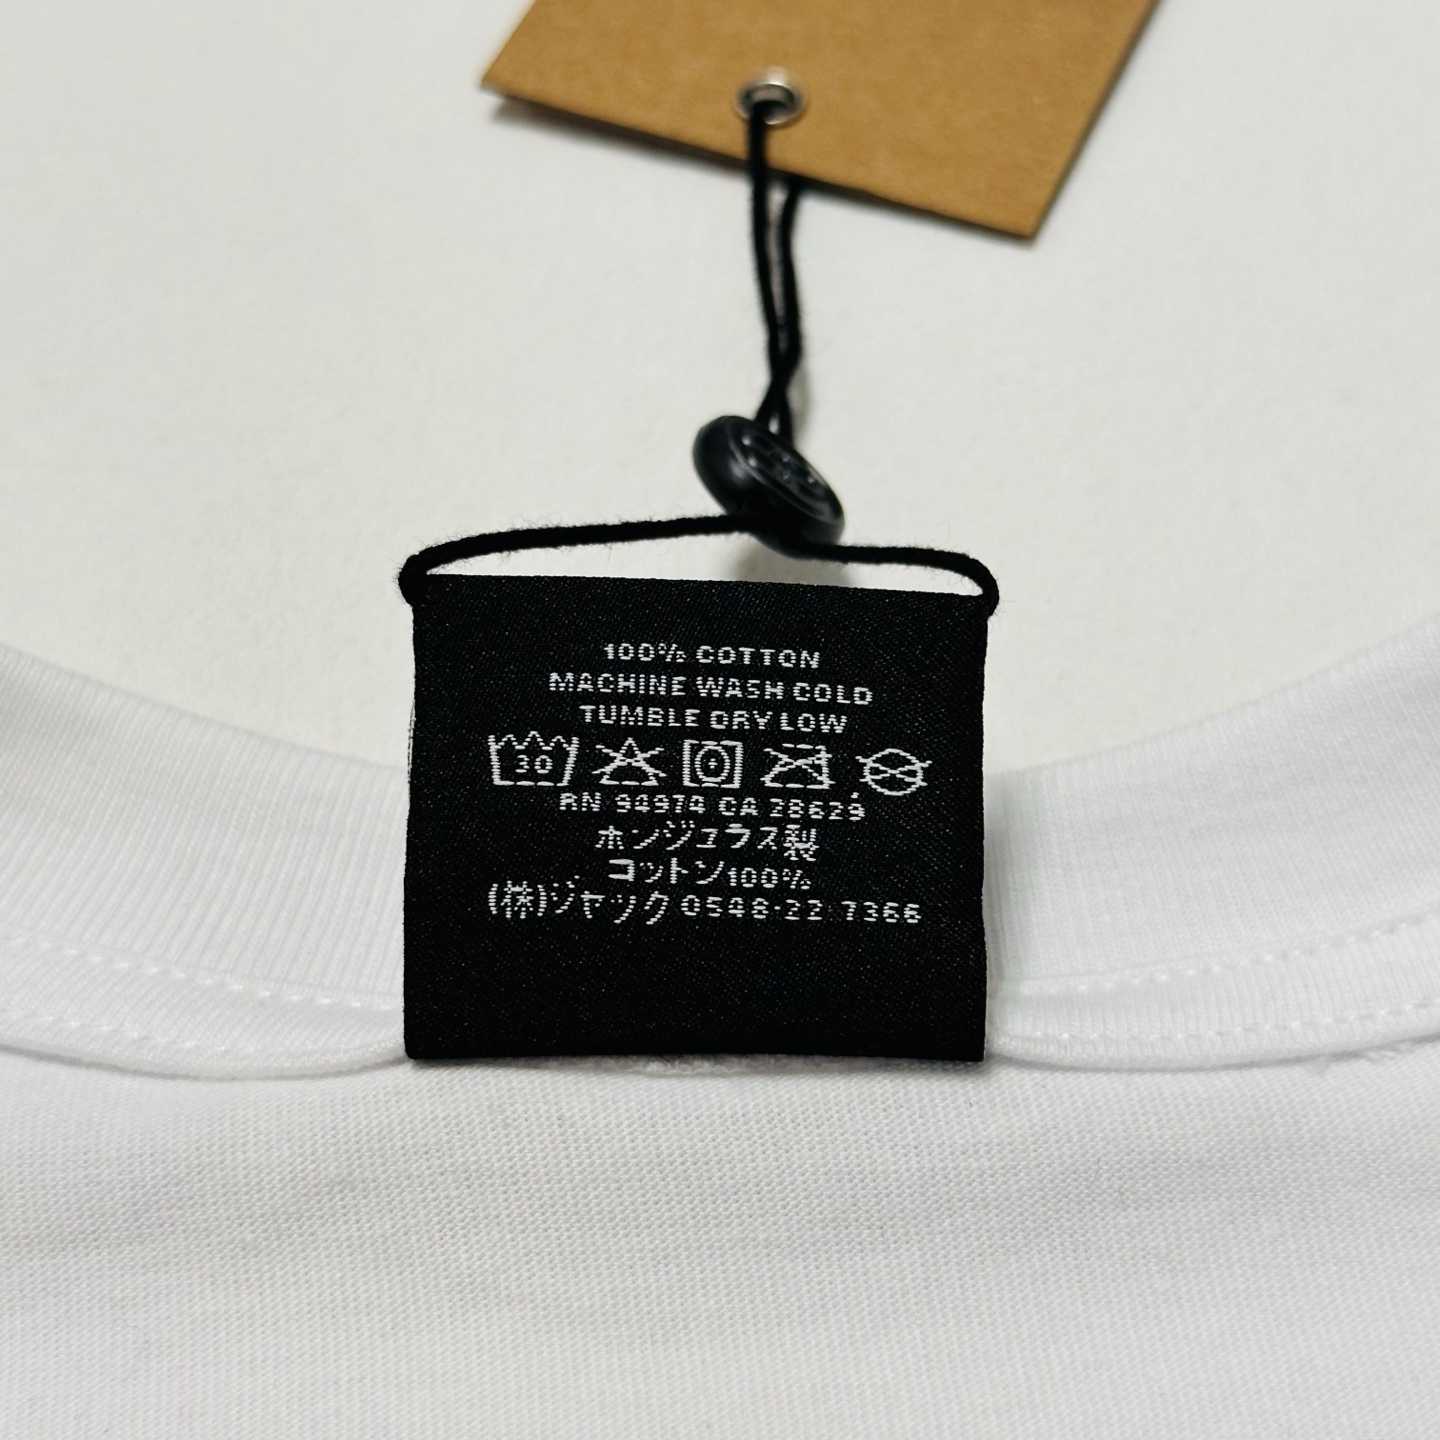 100% COTTON
MACHINE WASH COLD
TUMBLE DRY LOW
30
RN 94974 CA 28629
ホンジュラス製
コットン100%
(株)ジャック 0548-22-7366